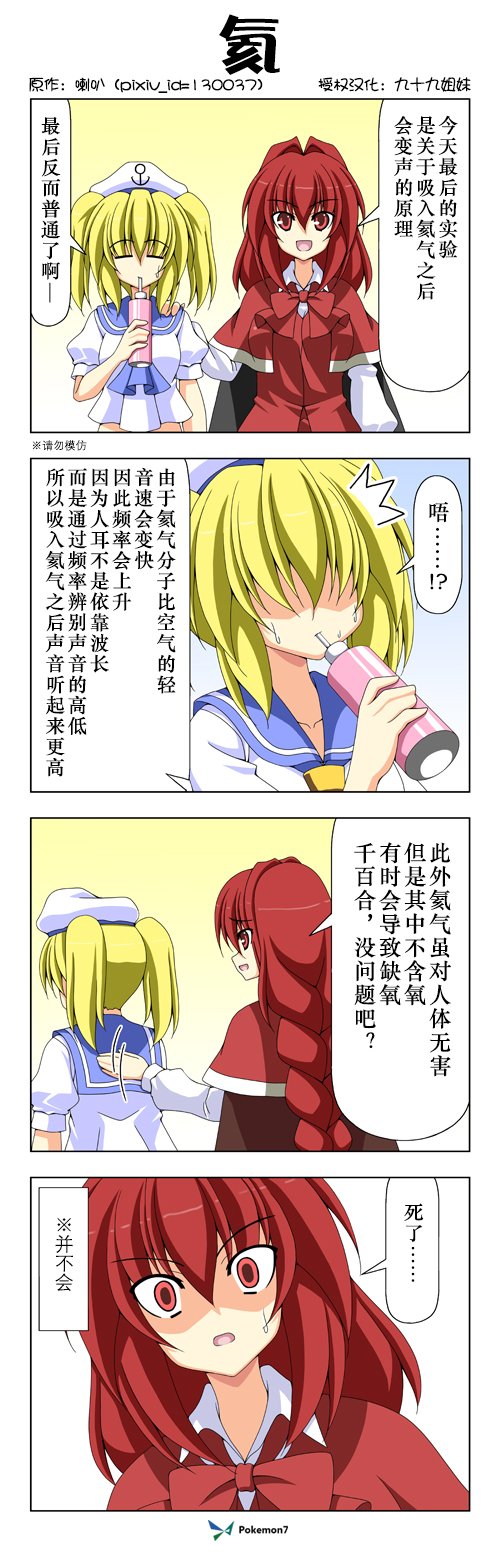 氦
原作：喇叭（pixiv_id=130037）
授权汉化：九十九姐妹
今天最后的实验
是关于吸入氦气之后
会变声的原理
最后反而普通了啊—
※请勿模仿
唔……!?
由于氦气分子比空气的轻
音速会变快
因此频率会上升
因为人耳不是依靠波长
而是通过频率辨别声音的高低
所以吸入氦气之后声音听起来更高
此外氦气虽对人体无害
但是其中不含氧
有时会导致缺氧
千百合，没问题吧？
死了……
※并不会
Pokemon7